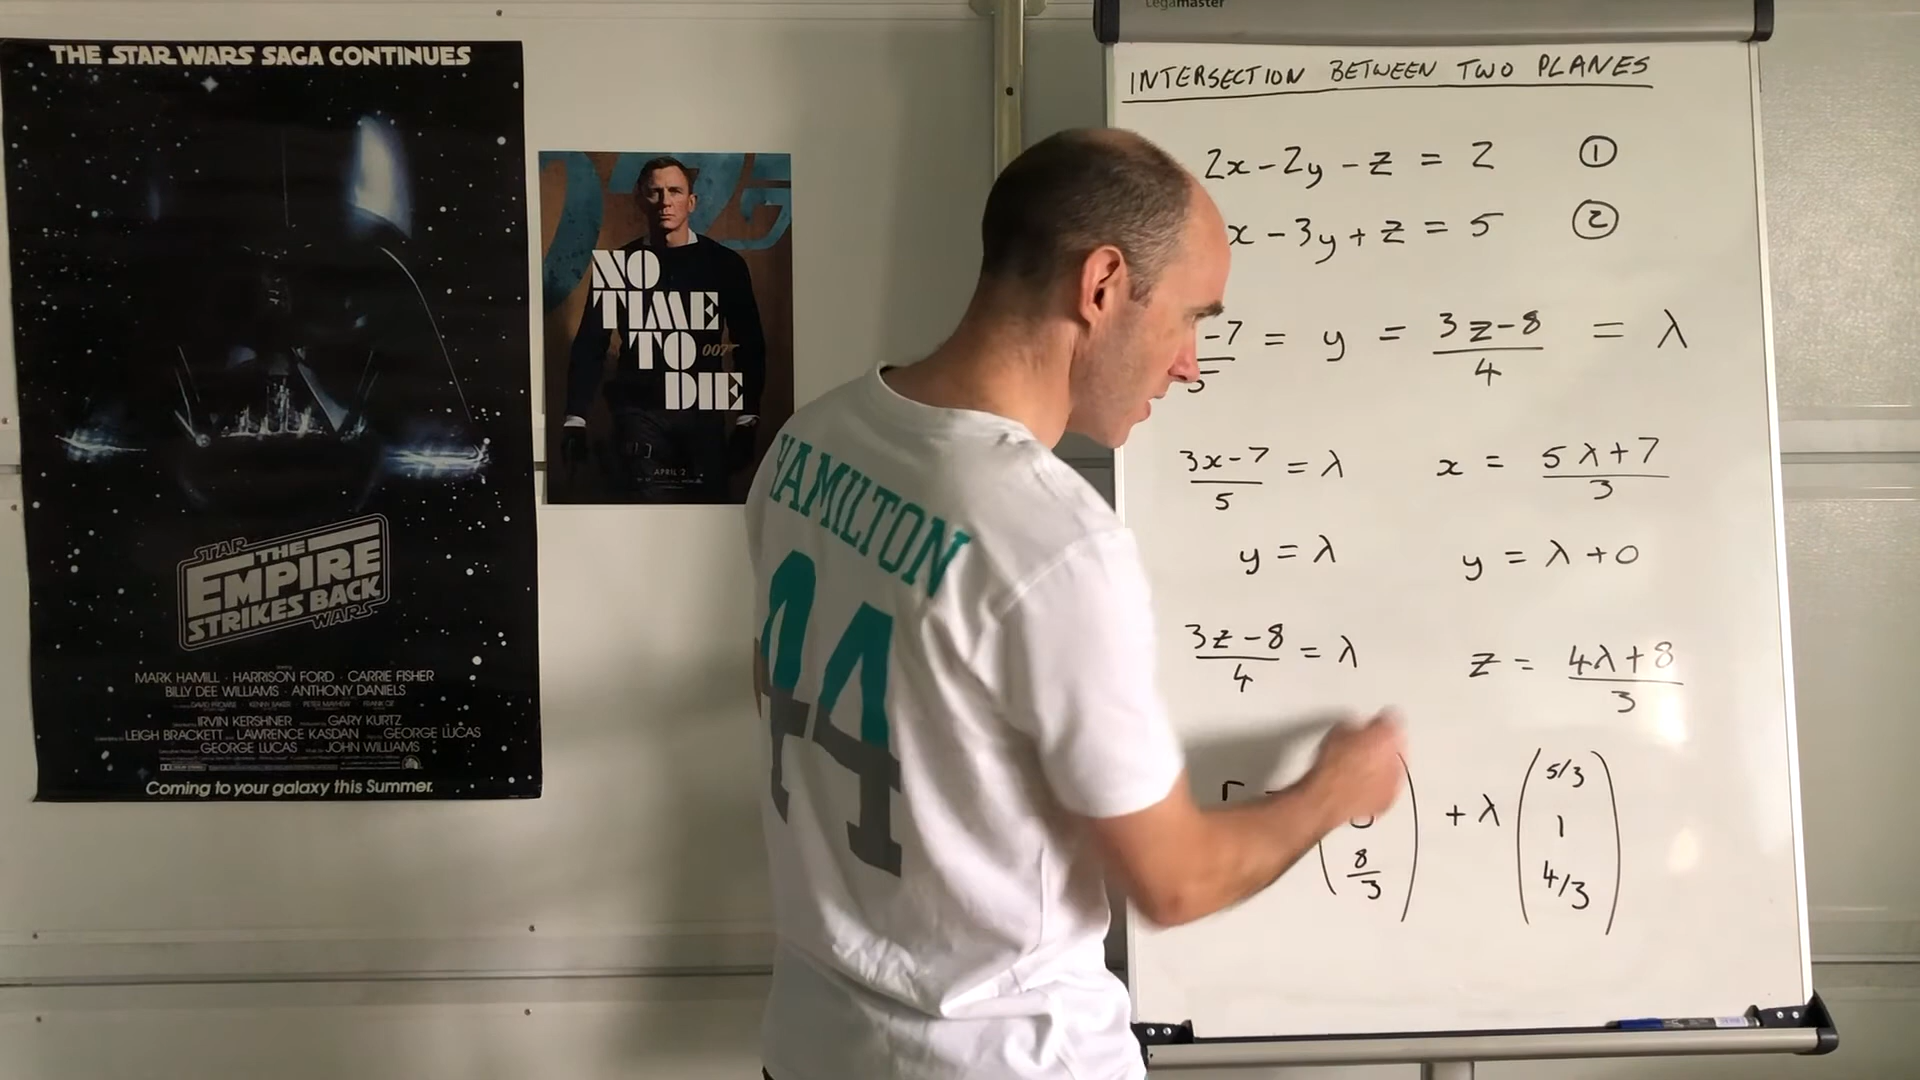 THE STAR WARS SAGA CONTINUES
STAR
THE
EMPIRE
STRIKES BACK
WARS
MARK HAMILL · HARRISON FORD · CARRIE FISHER
BILLY DEE WILLIAMS · ANTHONY DANIELS
IRVIN KERSHNER GARY KURTZ
LEIGH BRACKETT LAWRENCE KASDAN GEORGE LUCAS
GEORGE LUCAS JOHN WILLIAMS
Coming to your galaxy this Summer.
NO
TIME
TO 007
DIE
APRIL 2
HAMILTON
44
Legamaster
INTERSECTION BETWEEN TWO PLANES
2x - 2y - z = 2 ①
x - 3y + z = 5 ②
-7/5 = y = (3z-8)/4 = λ
(3x-7)/5 = λ x = (5λ+7)/3
y = λ y = λ + 0
(3z-8)/4 = λ z = (4λ+8)/3
8/3 + λ (5/3 1 4/3)